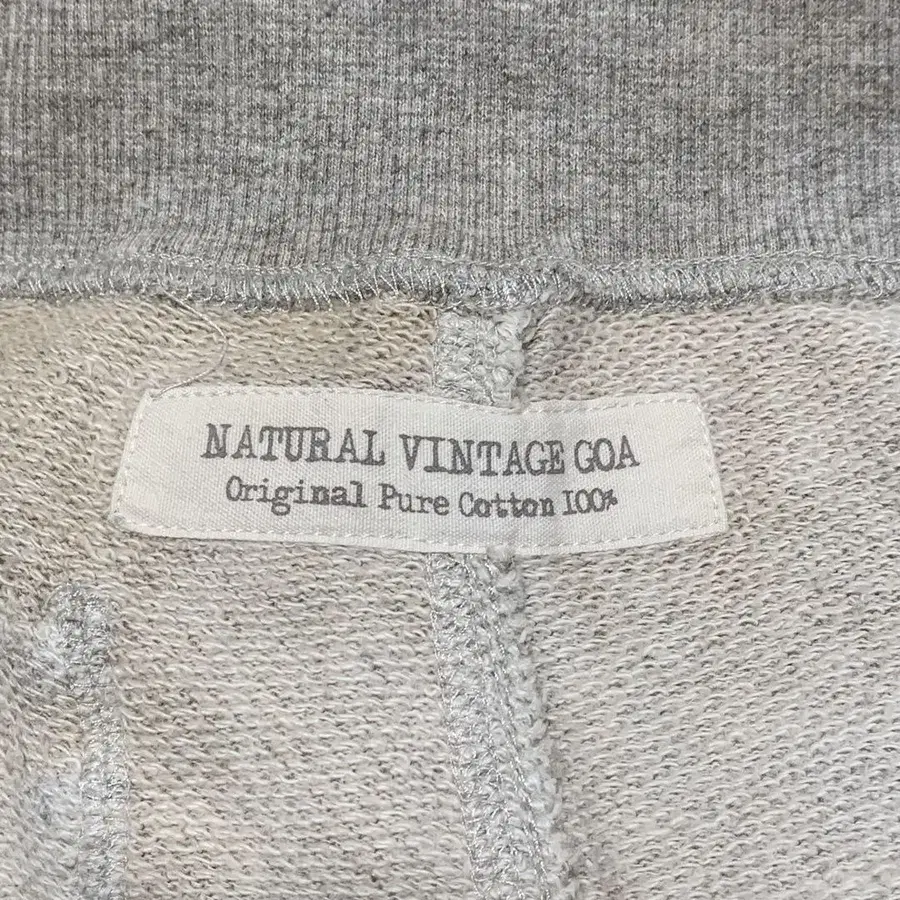 NATURAL VINTAGE GOA
Original Pure Cotton 100%